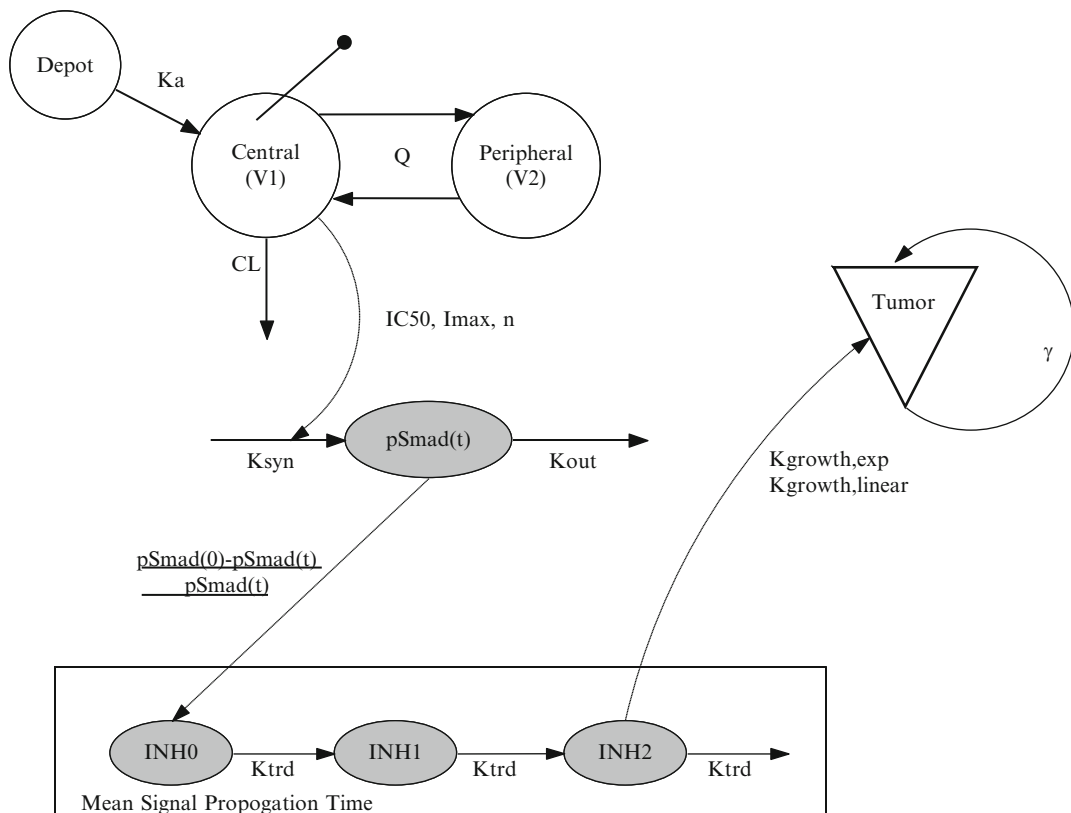 Depot
Ka
Central
(V1)
Q
Peripheral
(V2)
CL
IC50, Imax, n
Tumor
γ
Ksyn
pSmad(t)
Kout
Kgrowth,exp
Kgrowth,linear
pSmad(0)-pSmad(t)
pSmad(t)
INH0
Ktrd
INH1
Ktrd
INH2
Ktrd
Mean Signal Propogation Time